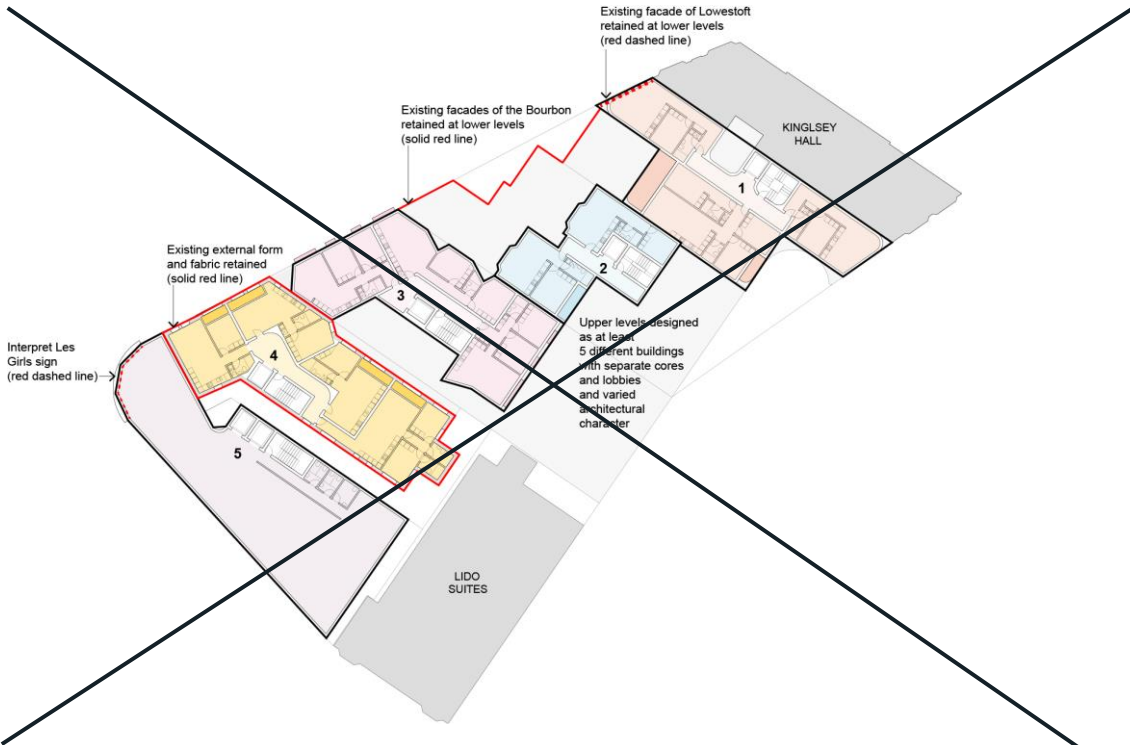 Existing facade of Lowestoft
retained at lower levels
(red dashed line)
Existing facades of the Bourbon
retained at lower levels
(solid red line)
KINGLSEY
HALL
1
Existing external form
and fabric retained
(solid red line)
2
3
Upper levels designed
as at least
5 different buildings
with separate cores
and lobbies
and varied
architectural
character
Interpret Les
Girls sign
(red dashed line)
4
5
LIDO
SUITES